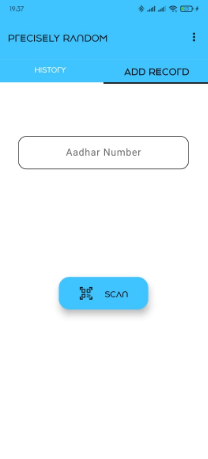 19:37
PRECISELY RANDOM
HISTORY
ADD RECORD
Aadhar Number
SCAN